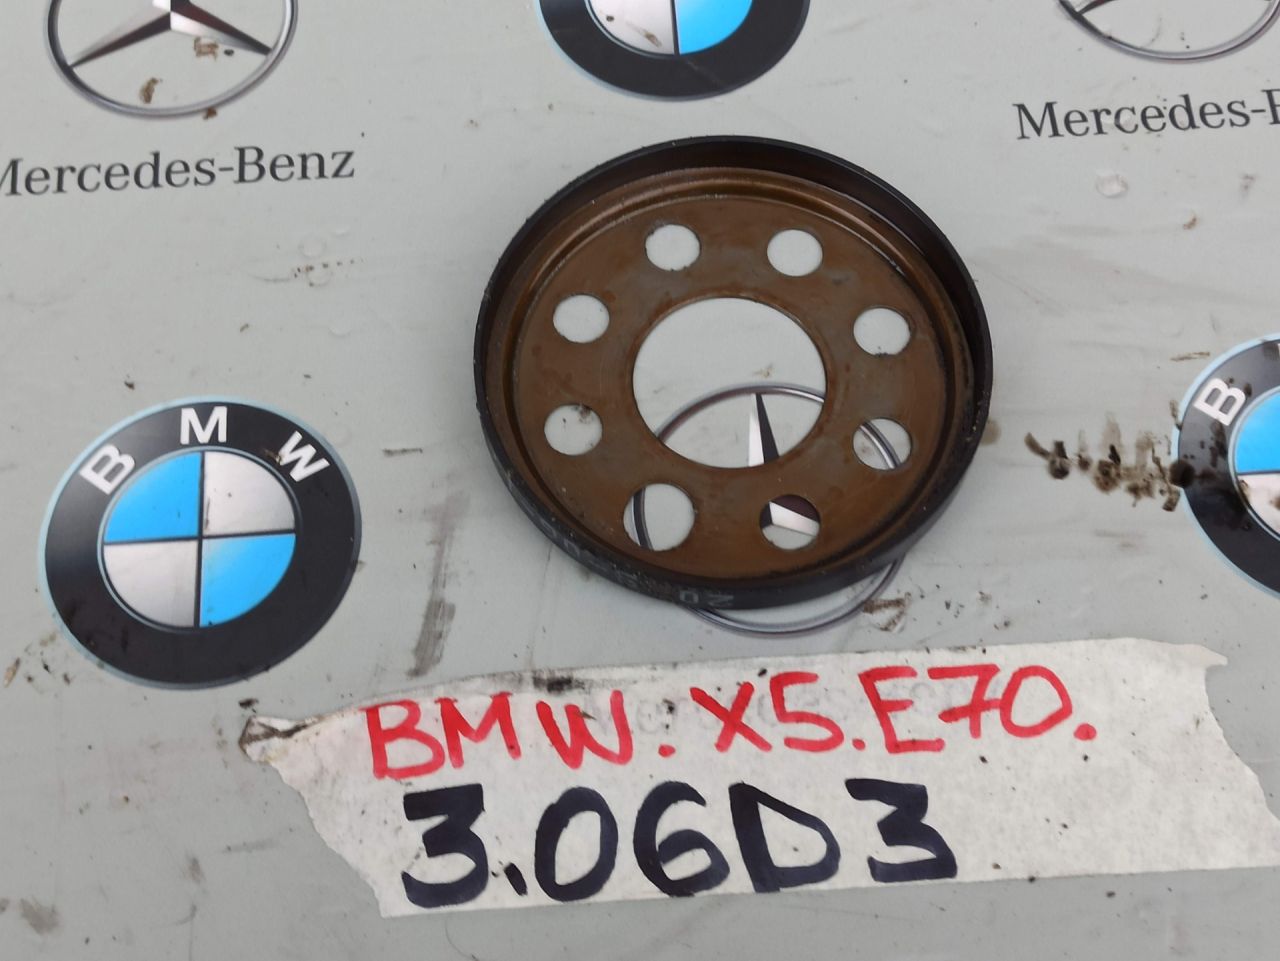 Mercedes-Benz
Mercedes-B
BMW
B
BMW. X5. E70.
3.06D3